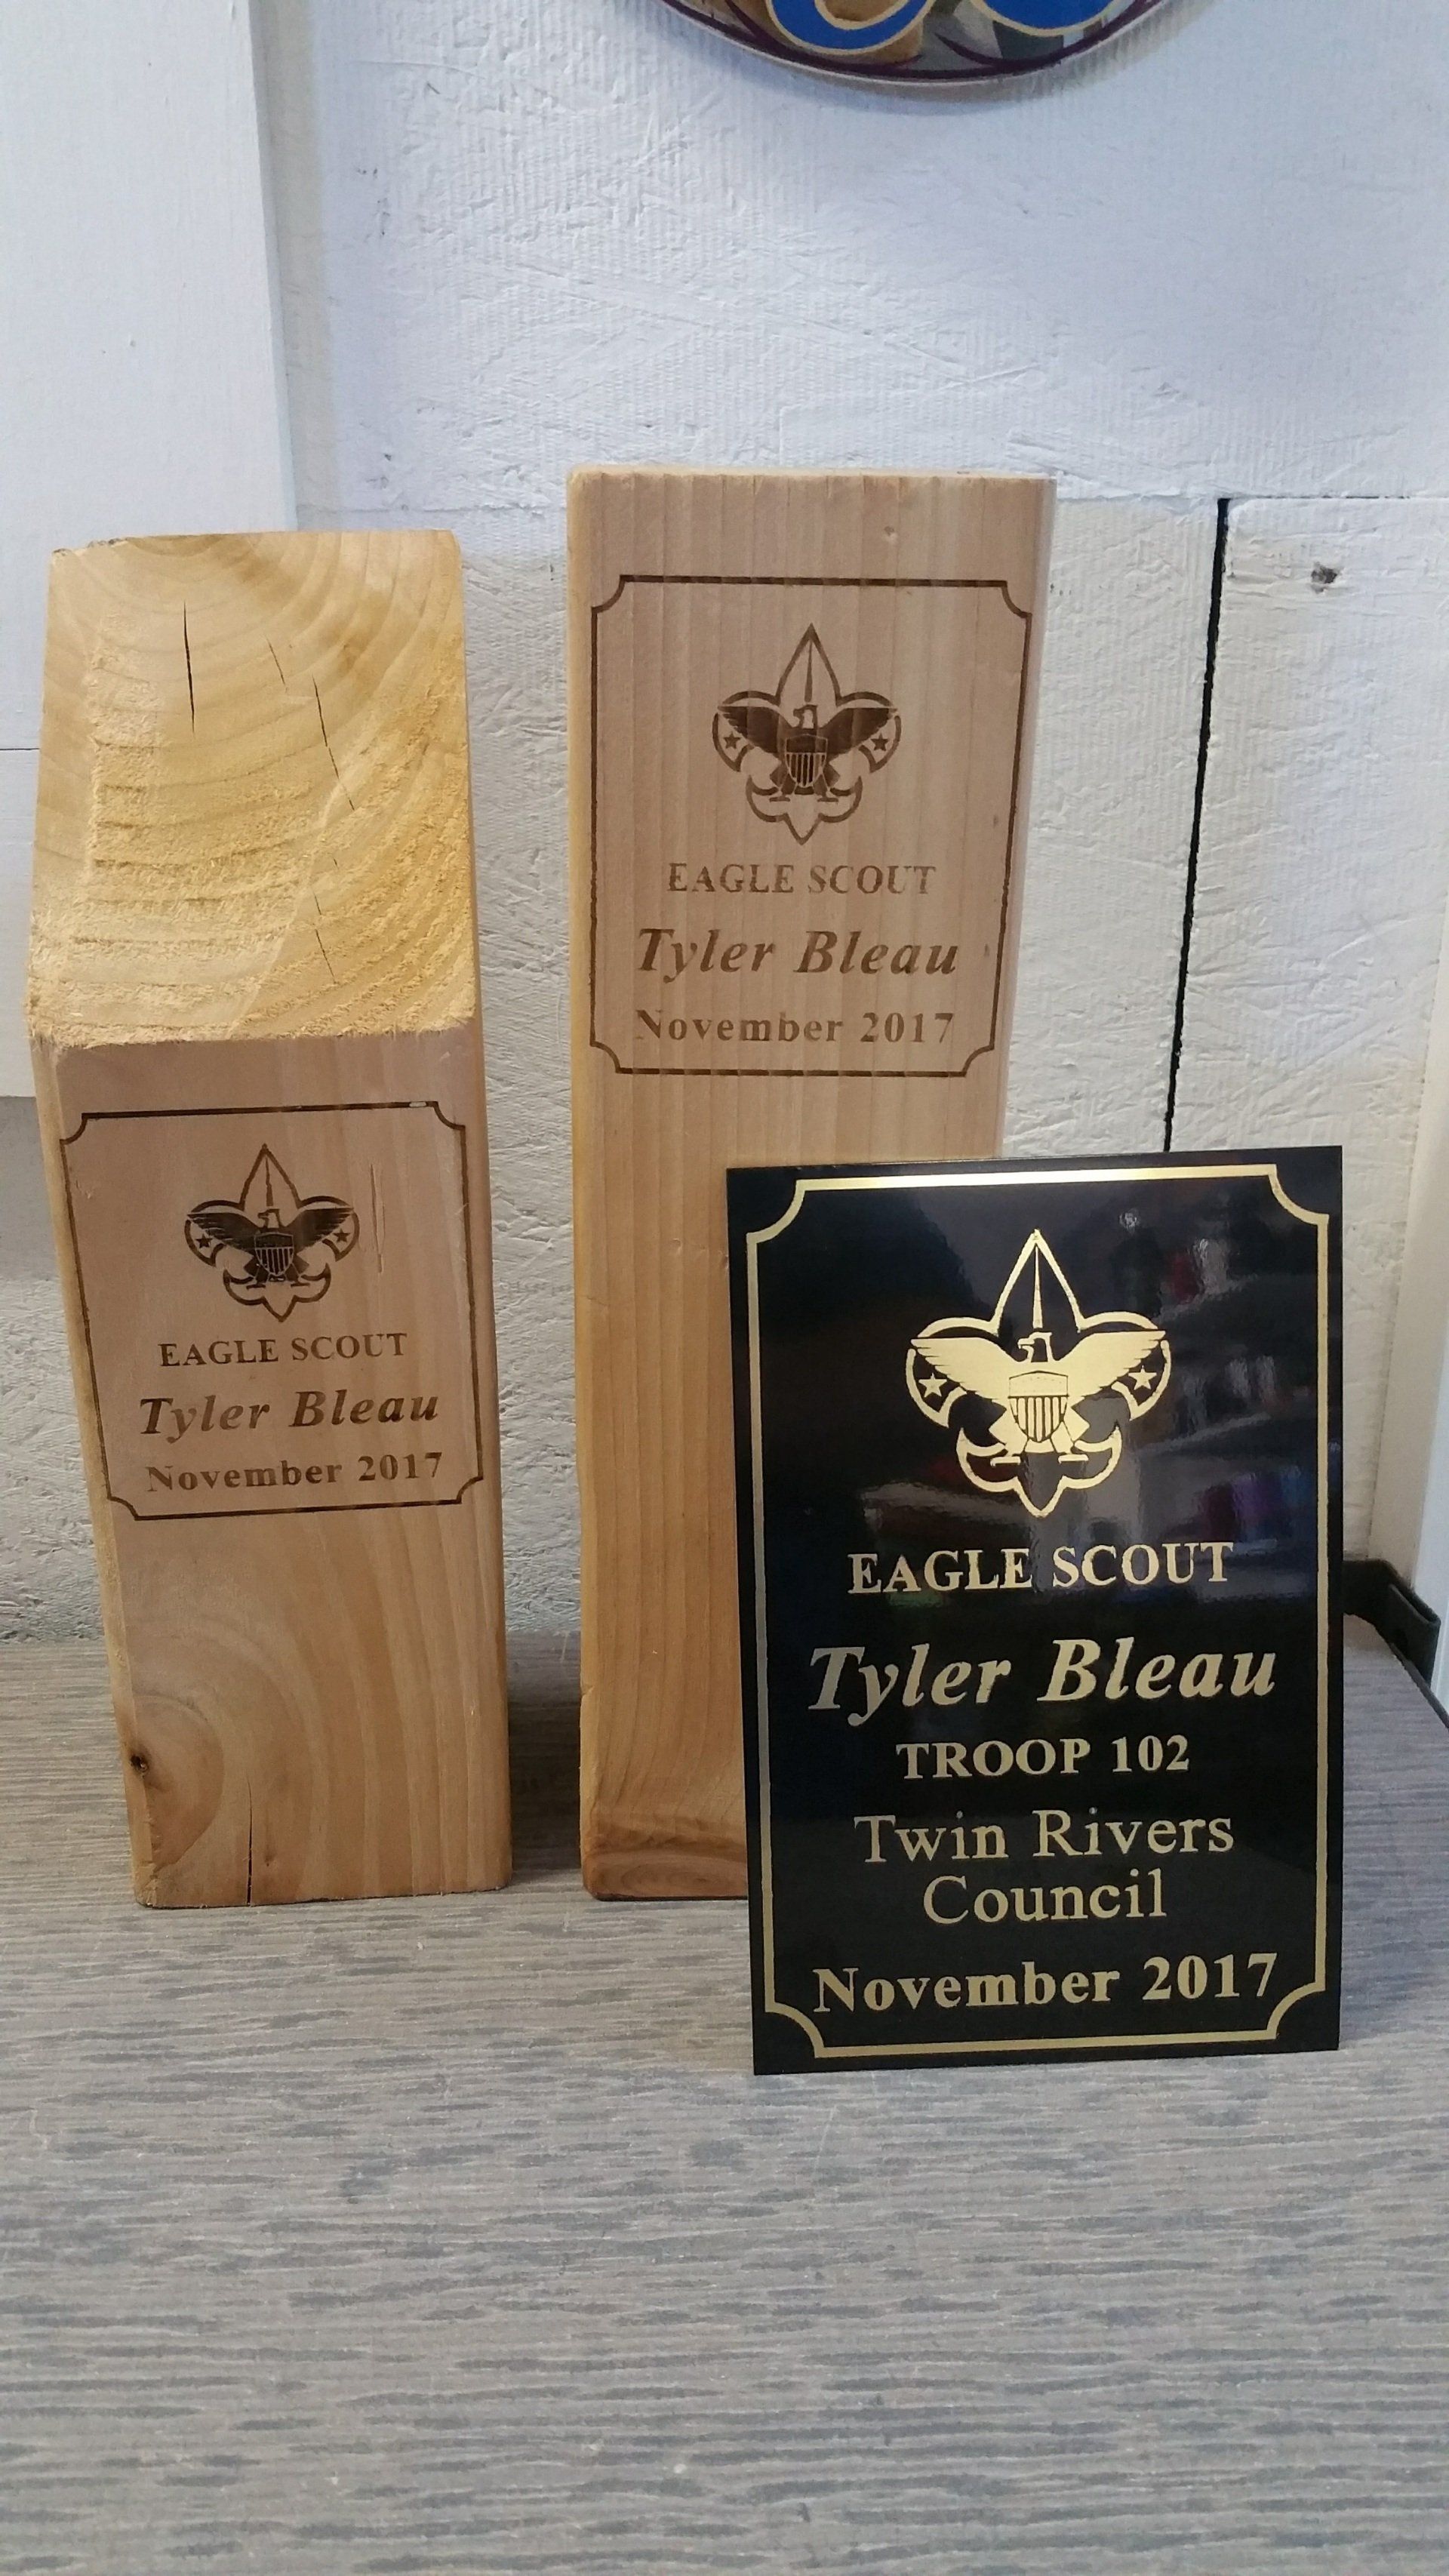 EAGLE SCOUT
Tyler Bleau
November 2017
EAGLE SCOUT
Tyler Bleau
November 2017
EAGLE SCOUT
Tyler Bleau
TROOP 102
Twin Rivers
Council
November 2017